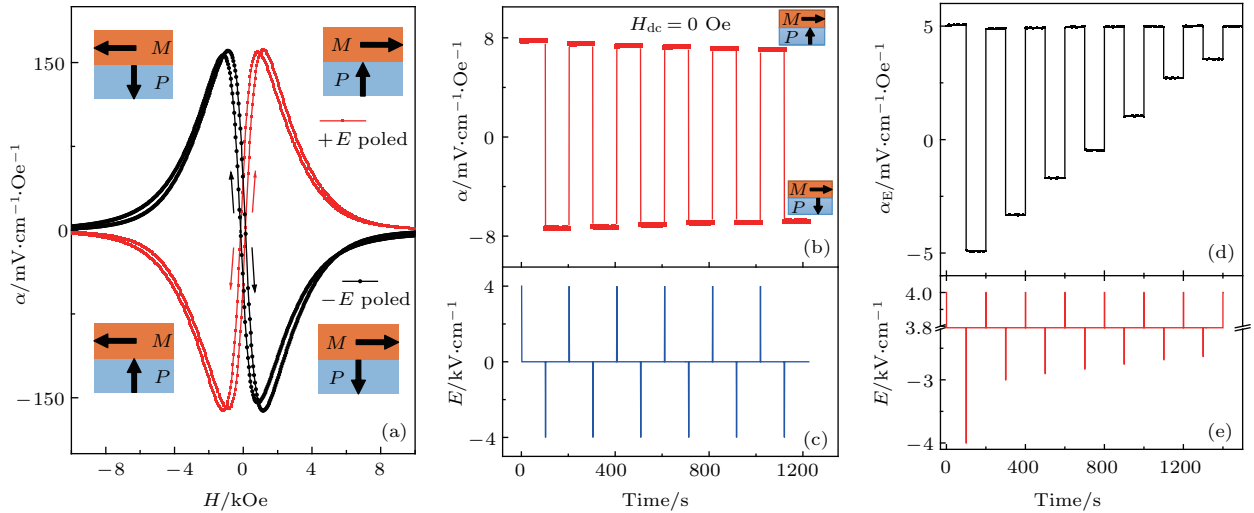 150
0
−150
α/mV·cm⁻¹·Oe⁻¹
−8
−4
0
4
8
H/kOe
M
P
M
P
+E poled
−E poled
M
P
M
P
(a)
H_dc = 0 Oe
M
P
8
0
−8
α/mV·cm⁻¹·Oe⁻¹
M
P
(b)
4
0
−4
E/kV·cm⁻¹
(c)
0
400
800
1200
Time/s
5
0
−5
α_E/mV·cm⁻¹·Oe⁻¹
(d)
4.0
3.8
−3
−4
E/kV·cm⁻¹
(e)
0
400
800
1200
Time/s